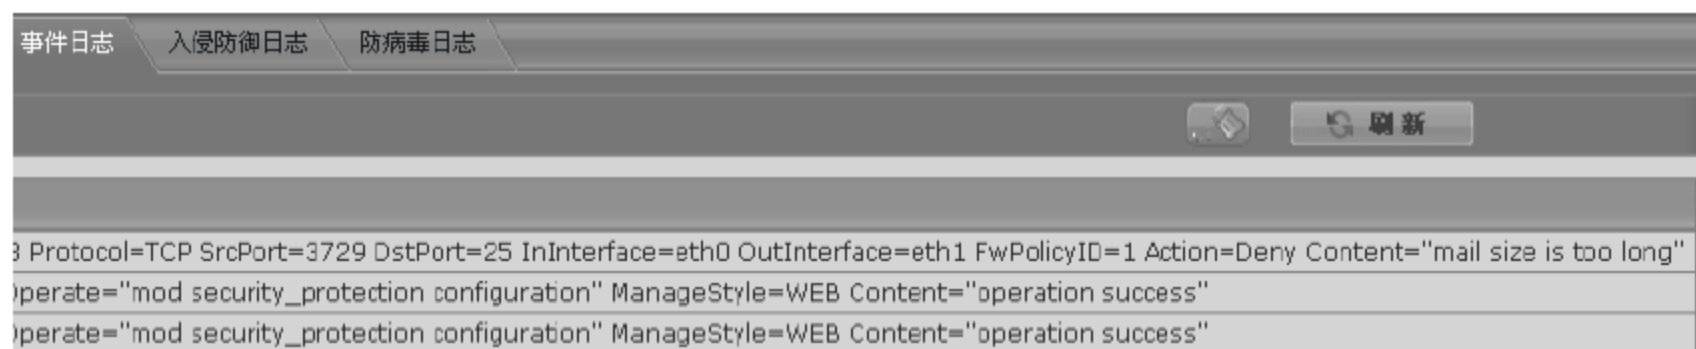 事件日志 入侵防御日志 防病毒日志
刷新
Protocol=TCP SrcPort=3729 DstPort=25 InInterface=eth0 OutInterface=eth1 FwPolicyID=1 Action=Deny Content="mail size is too long"
perate="mod security_protection configuration" ManageStyle=WEB Content="operation success"
perate="mod security_protection configuration" ManageStyle=WEB Content="operation success"